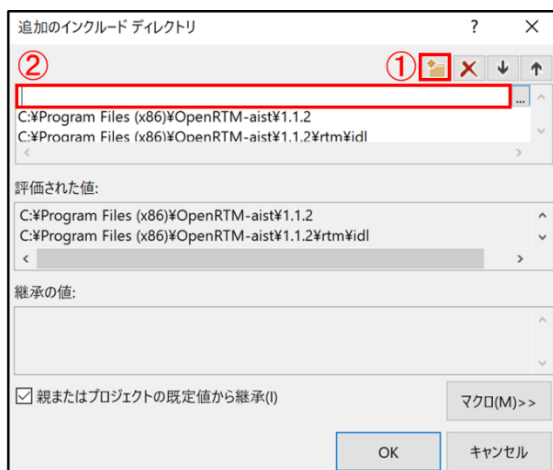 追加のインクルード ディレクトリ ? ×
② ①
...
C:¥Program Files (x86)¥OpenRTM-aist¥1.1.2
C:¥Program Files (x86)¥OpenRTM-aist¥1.1.2¥rtm¥idl
評価された値:
C:¥Program Files (x86)¥OpenRTM-aist¥1.1.2
C:¥Program Files (x86)¥OpenRTM-aist¥1.1.2¥rtm¥idl
継承の値:
親またはプロジェクトの既定値から継承(I)
マクロ(M)>>
OK キャンセル